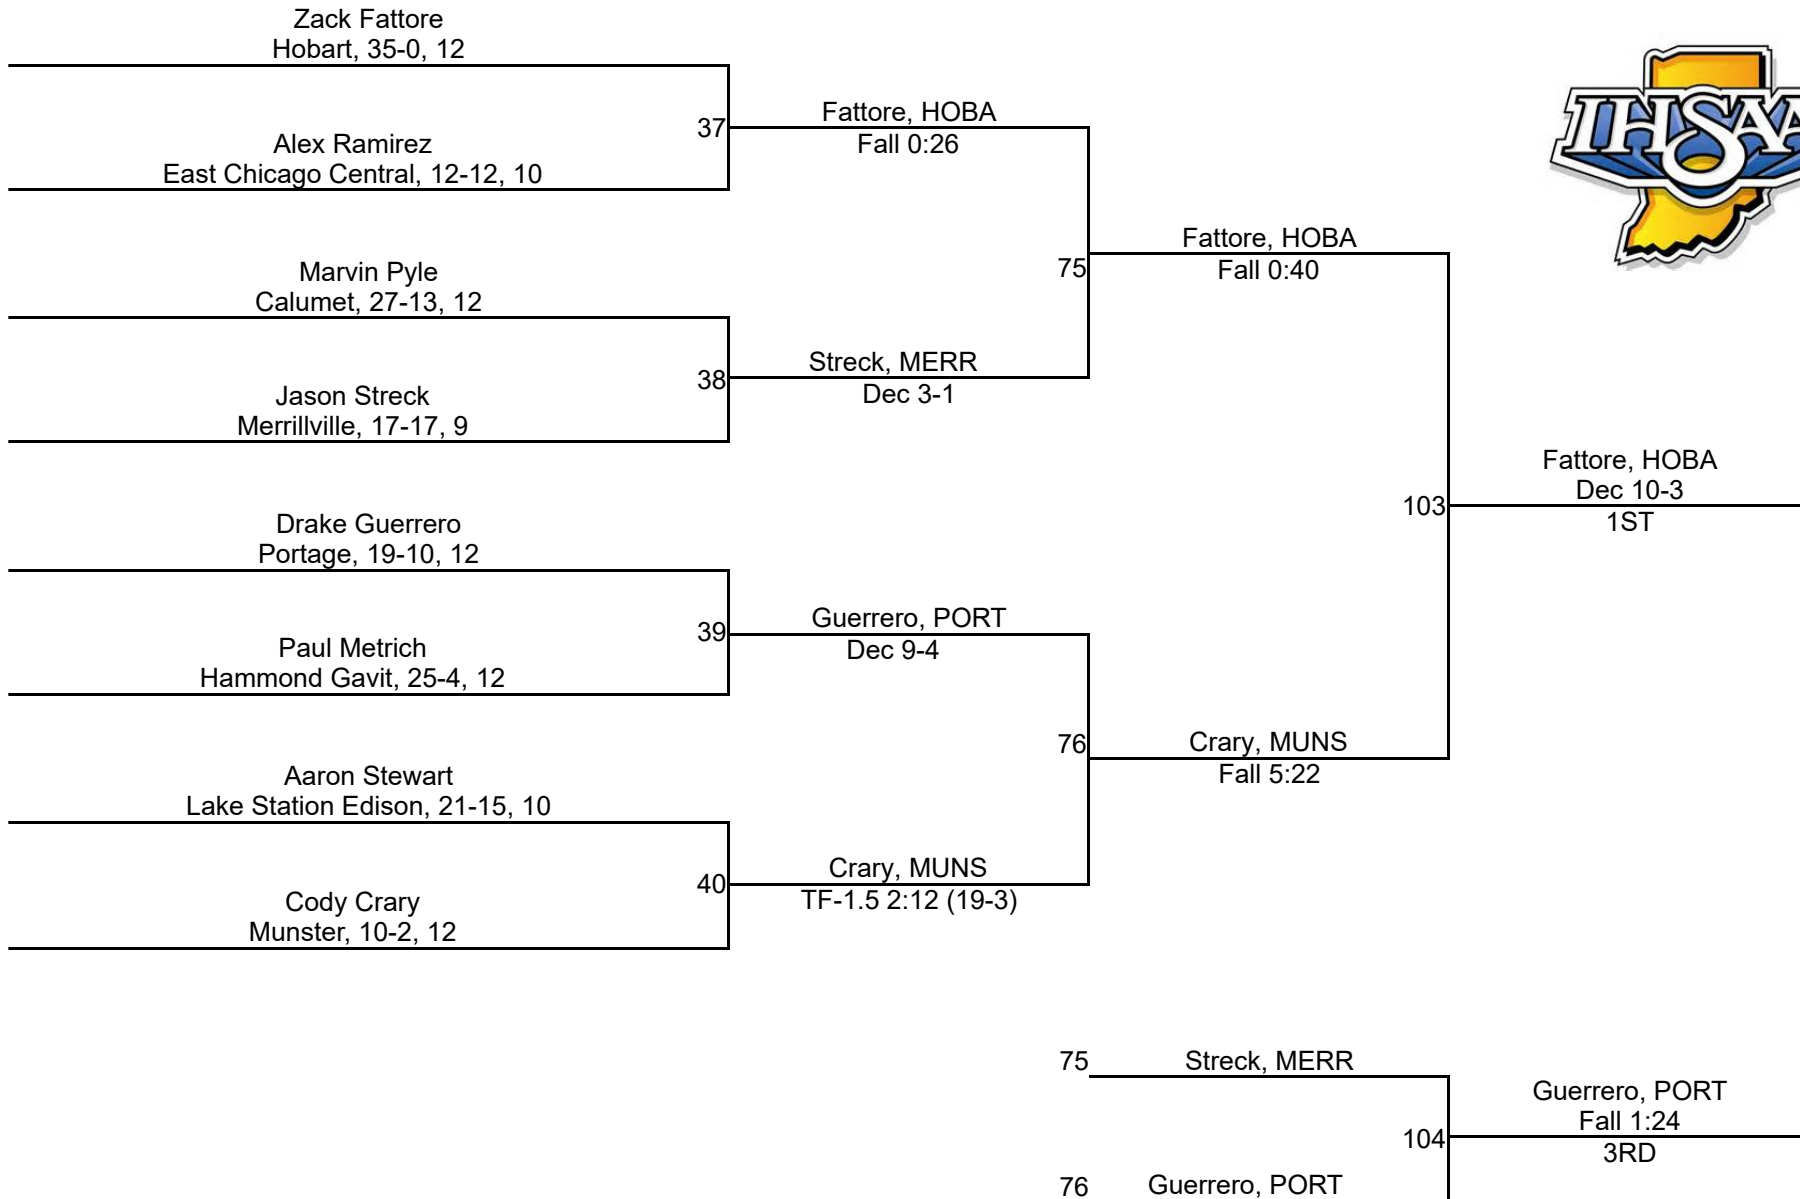 Zack Fattore
Hobart, 35-0, 12
37
Alex Ramirez
East Chicago Central, 12-12, 10
Fattore, HOBA
Fall 0:26
Marvin Pyle
Calumet, 27-13, 12
38
Jason Streck
Merrillville, 17-17, 9
Streck, MERR
Dec 3-1
75
Fattore, HOBA
Fall 0:40
Drake Guerrero
Portage, 19-10, 12
39
Paul Metrich
Hammond Gavit, 25-4, 12
Guerrero, PORT
Dec 9-4
Aaron Stewart
Lake Station Edison, 21-15, 10
40
Cody Crary
Munster, 10-2, 12
Crary, MUNS
TF-1.5 2:12 (19-3)
76
Crary, MUNS
Fall 5:22
103
Fattore, HOBA
Dec 10-3
1ST
IHSAA
75
Streck, MERR
76
Guerrero, PORT
104
Guerrero, PORT
Fall 1:24
3RD